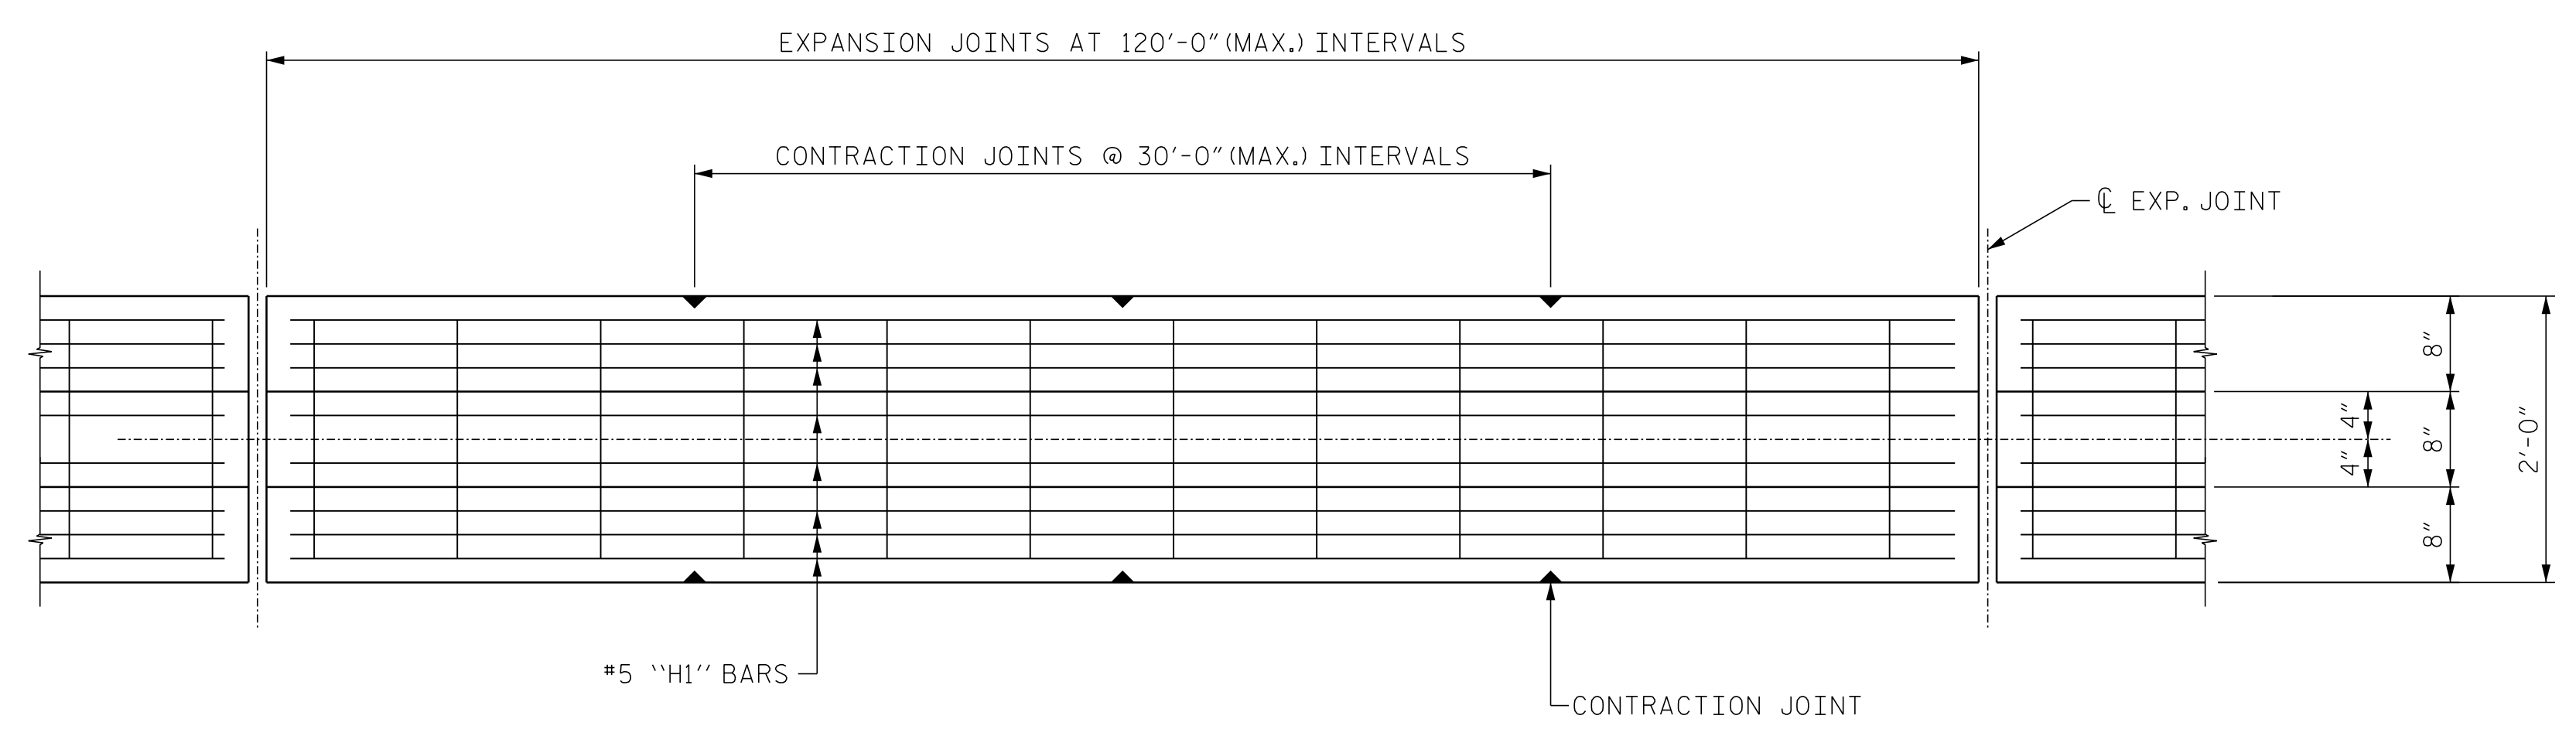 EXPANSION JOINTS AT 120'-0"(MAX.) INTERVALS
CONTRACTION JOINTS @ 30'-0"(MAX.) INTERVALS
℄ EXP. JOINT
8"
4"
8"
4"
2'-0"
8"
#5 "H1" BARS
CONTRACTION JOINT